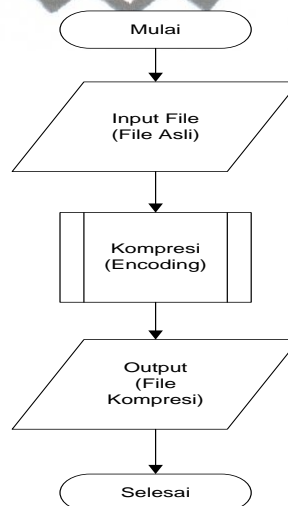 Mulai
Input File
(File Asli)
Kompresi
(Encoding)
Output
(File
Kompresi)
Selesai